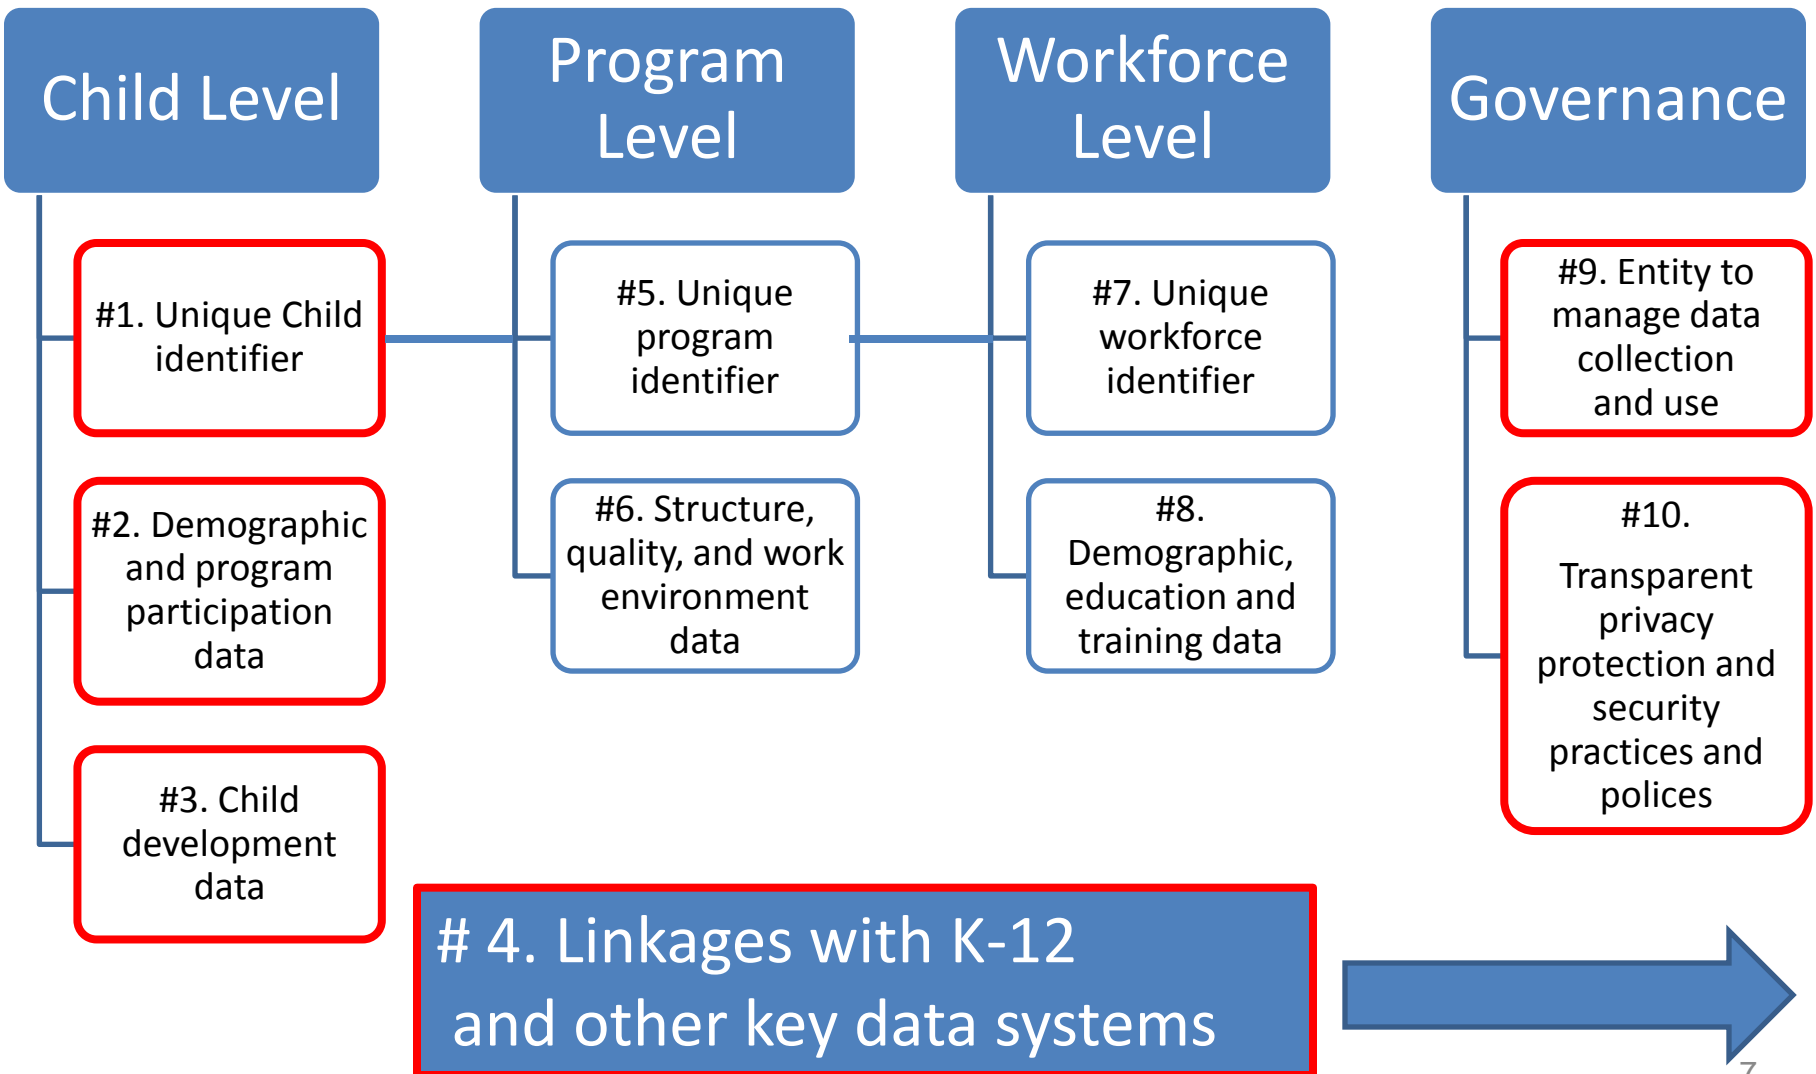 Child Level
#1. Unique Child
identifier
#2. Demographic
and program
participation
data
#3. Child
development
data
Program
Level
#5. Unique
program
identifier
#6. Structure,
quality, and work
environment
data
Workforce
Level
#7. Unique
workforce
identifier
#8.
Demographic,
education and
training data
Governance
#9. Entity to
manage data
collection
and use
#10.
Transparent
privacy
protection and
security
practices and
polices
# 4. Linkages with K-12
and other key data systems
7